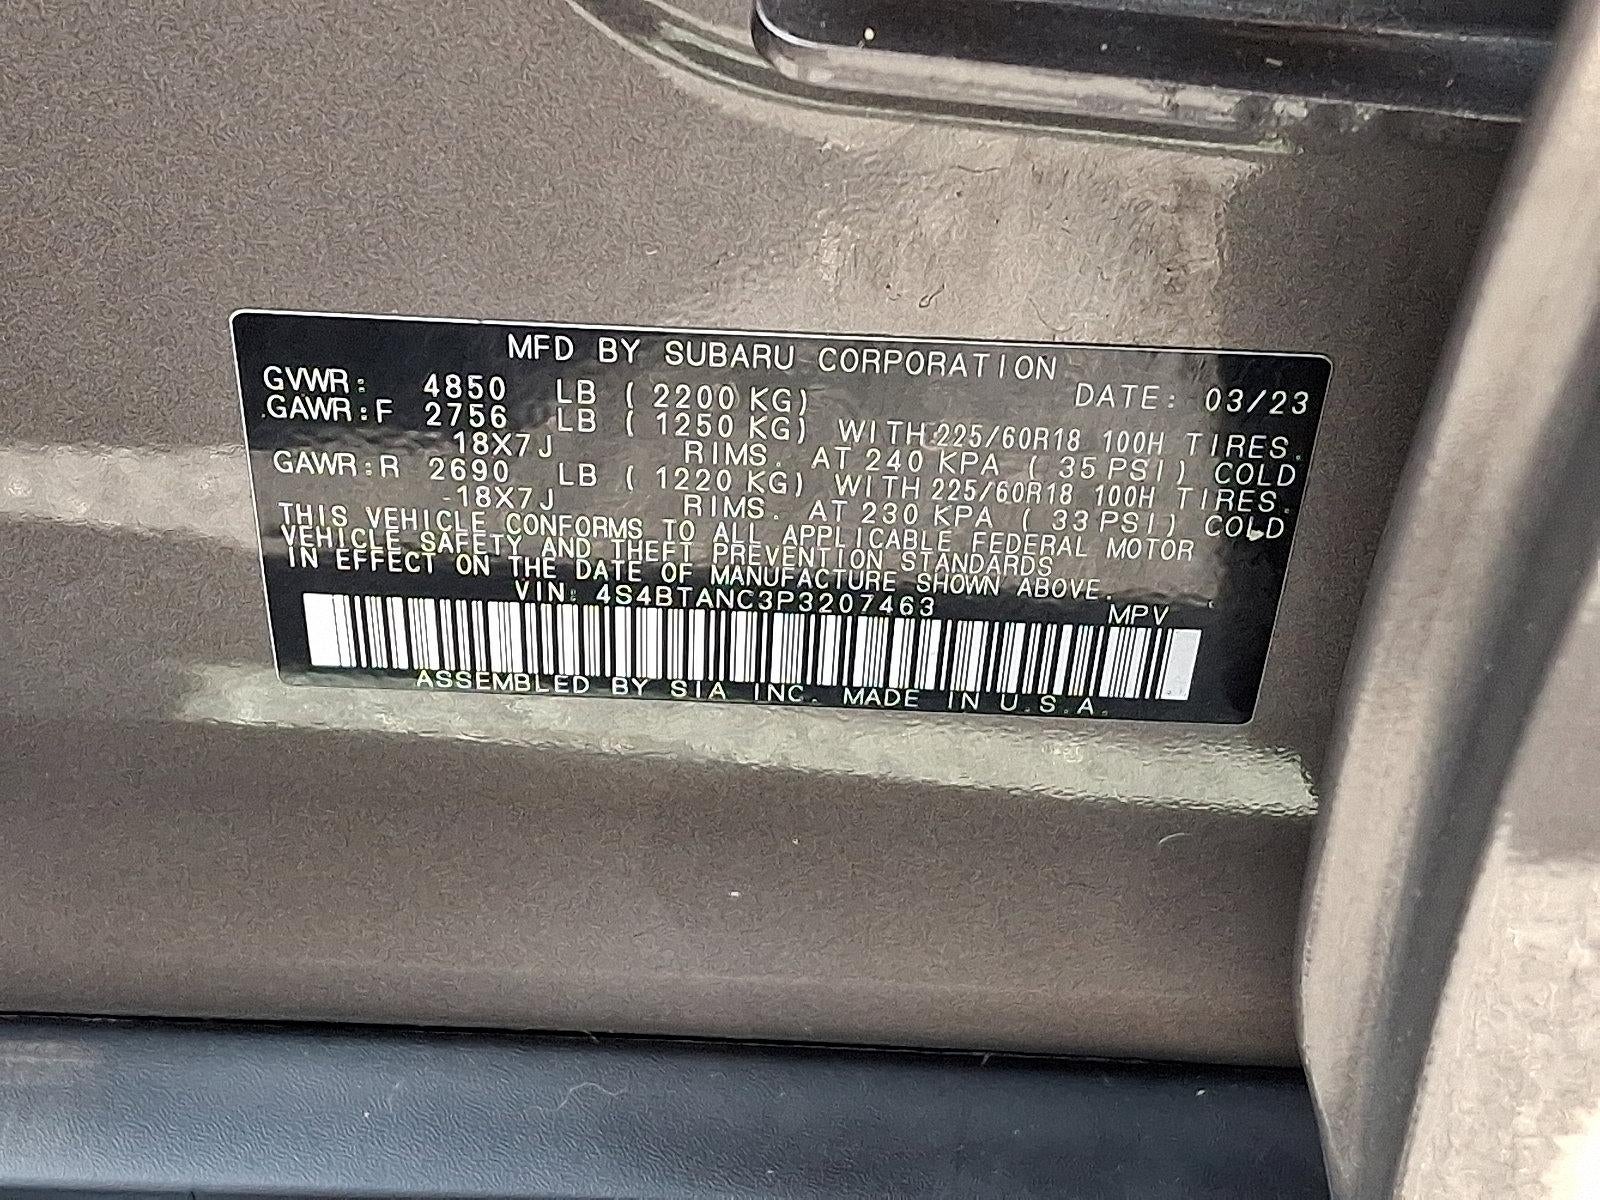 MFD BY SUBARU CORPORATION
DATE: 03/23
GVWR: 4850 LB ( 2200 KG)
GAWR:F 2756 LB ( 1250 KG) WITH 225/60R18 100H TIRES.
18X7J RIMS. AT 240 KPA ( 35 PSI) COLD
GAWR:R 2690 LB ( 1220 KG) WITH 225/60R18 100H TIRES.
18X7J RIMS. AT 230 KPA ( 33 PSI) COLD
THIS VEHICLE CONFORMS TO ALL APPLICABLE FEDERAL MOTOR
VEHICLE SAFETY AND THEFT PREVENTION STANDARDS
IN EFFECT ON THE DATE OF MANUFACTURE SHOWN ABOVE.
VIN: 4S4BTANC3P3207463 MPV
ASSEMBLED BY SIA INC. MADE IN U.S.A.